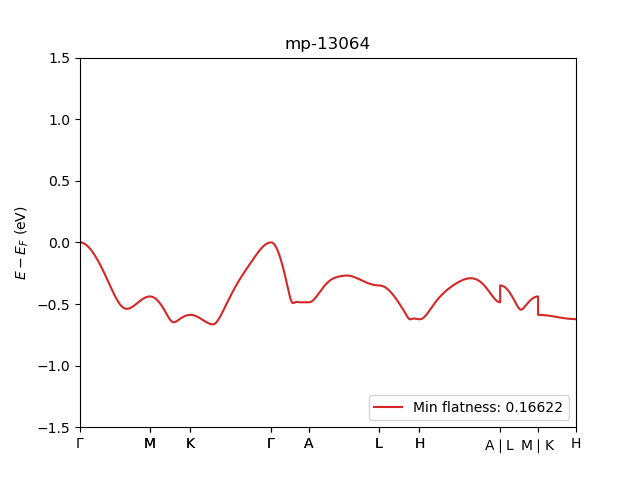 mp-13064
E − E_F (eV)
1.5
1.0
0.5
0.0
−0.5
−1.0
−1.5
Min flatness: 0.16622
Γ M K Γ A L H A | L M | K H